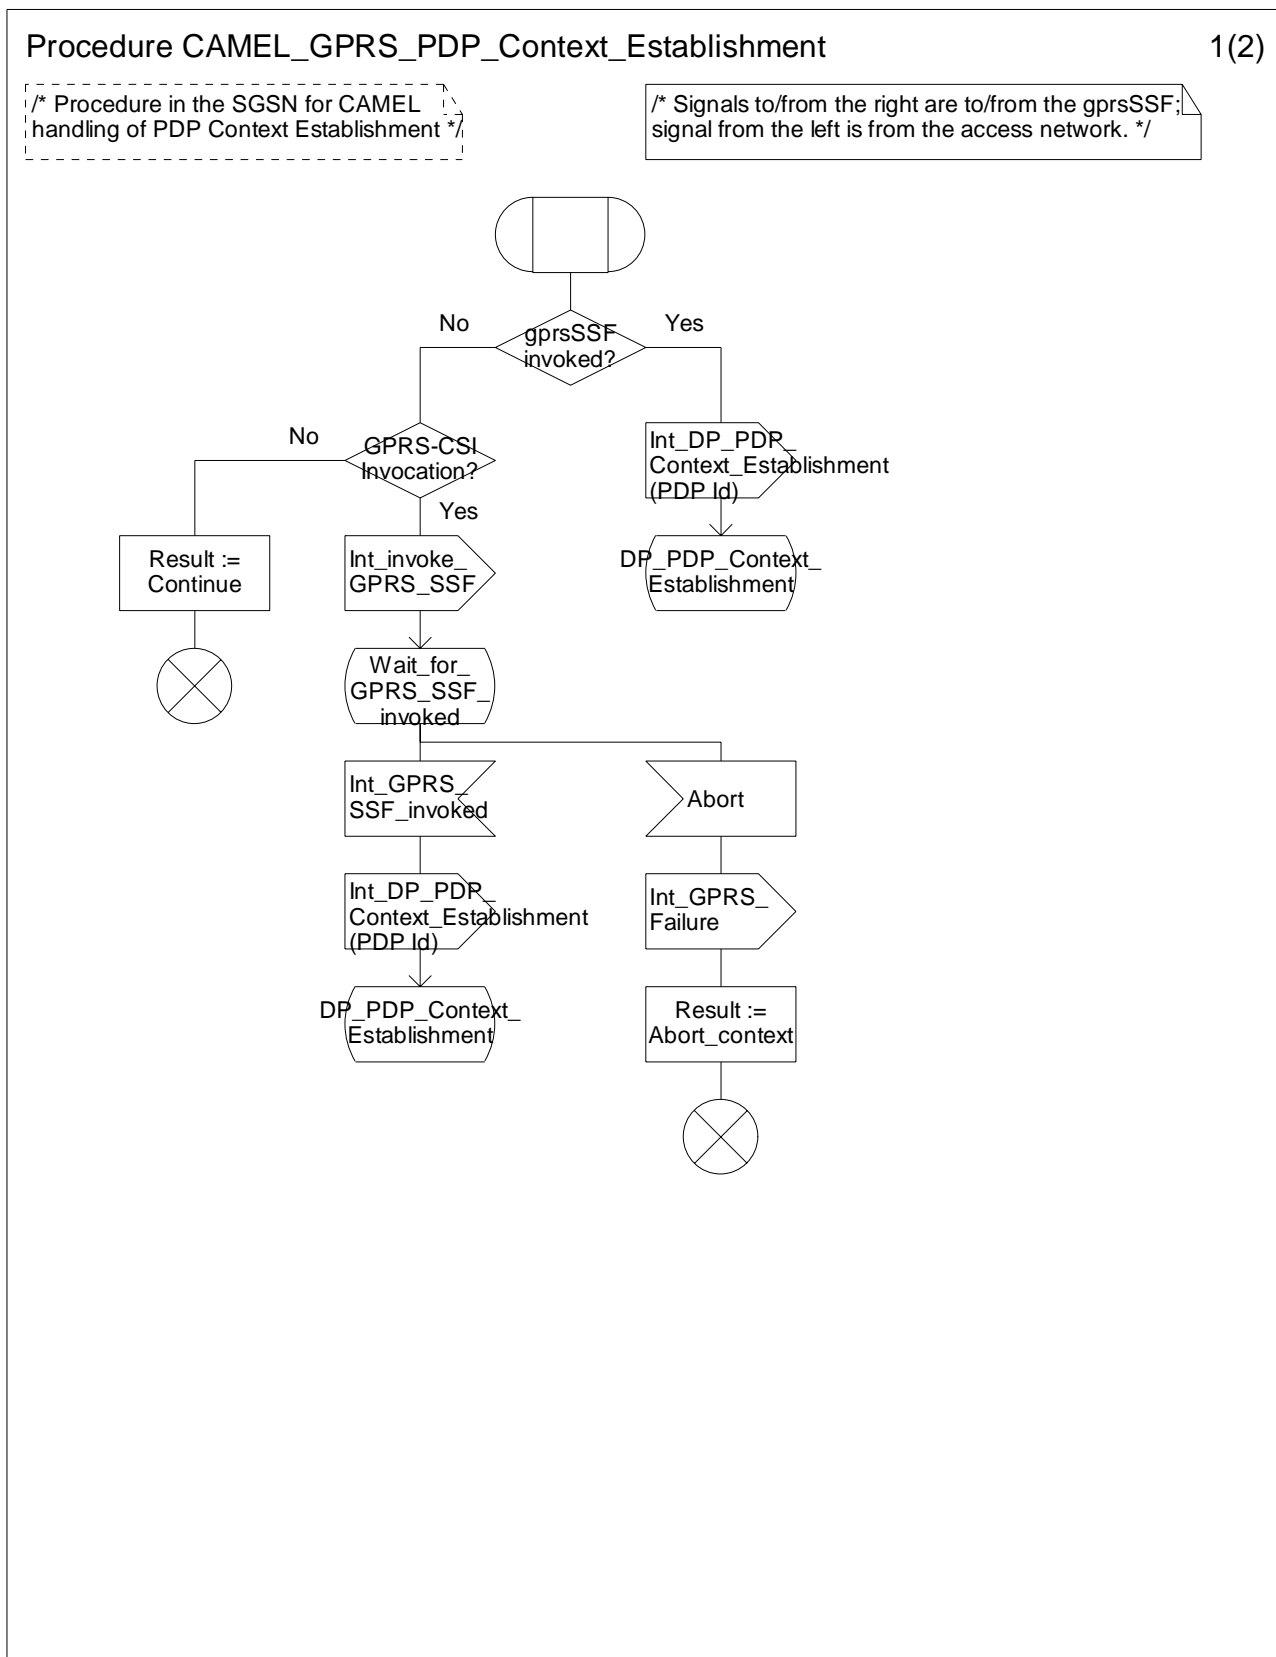 Procedure CAMEL_GPRS_PDP_Context_Establishment
1(2)
/* Procedure in the SGSN for CAMEL
handling of PDP Context Establishment */
/* Signals to/from the right are to/from the gprsSSF;
signal from the left is from the access network. */
gprsSSF
invoked?
No
Yes
GPRS-CSI
Invocation?
No
Yes
Int_DP_PDP_
Context_Establishment
(PDP Id)
Result :=
Continue
Int_invoke_
GPRS_SSF
DP_PDP_Context_
Establishment
Wait_for_
GPRS_SSF_
invoked
Int_GPRS_
SSF_invoked
Abort
Int_DP_PDP_
Context_Establishment
(PDP Id)
Int_GPRS_
Failure
DP_PDP_Context_
Establishment
Result :=
Abort_context